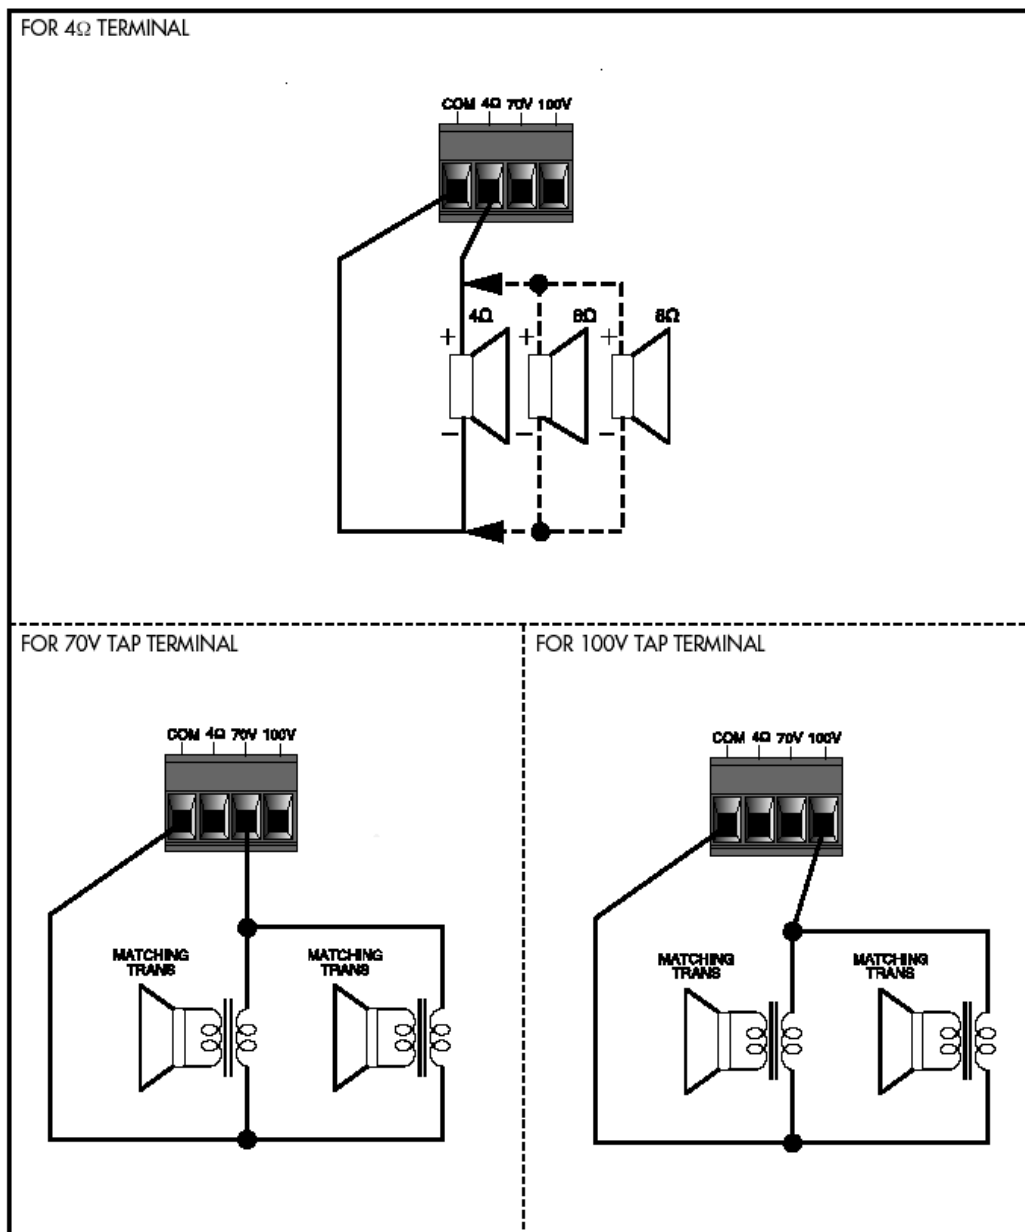 FOR 4Ω TERMINAL
COM 4Ω 70V 100V
4Ω 8Ω 8Ω
+ + +
− − −
FOR 70V TAP TERMINAL
COM 4Ω 70V 100V
MATCHING
TRANS
MATCHING
TRANS
FOR 100V TAP TERMINAL
COM 4Ω 70V 100V
MATCHING
TRANS
MATCHING
TRANS